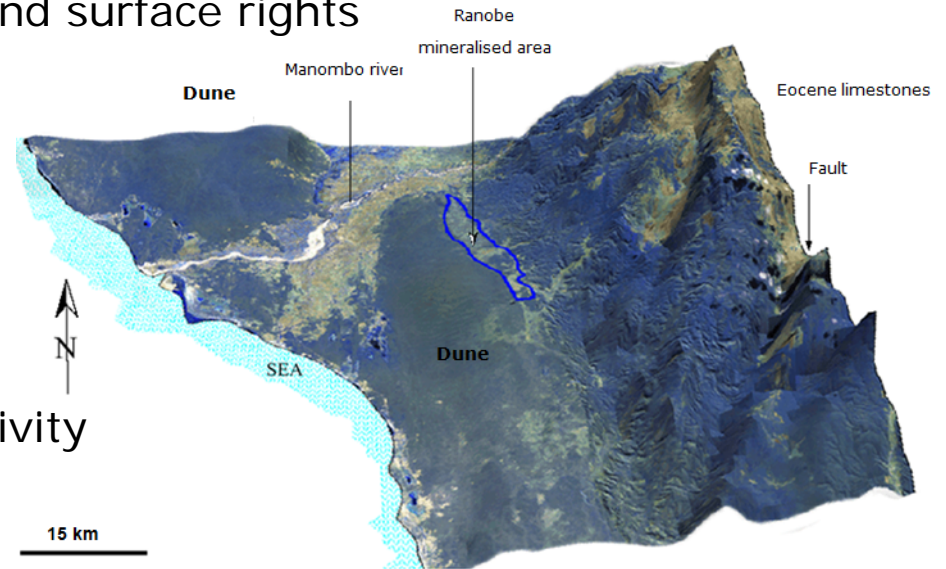 nd surface rights
Ranobe
mineralised area
Manombo river
Dune
Eocene limestones
Fault
N
SEA
Dune
ivity
15 km